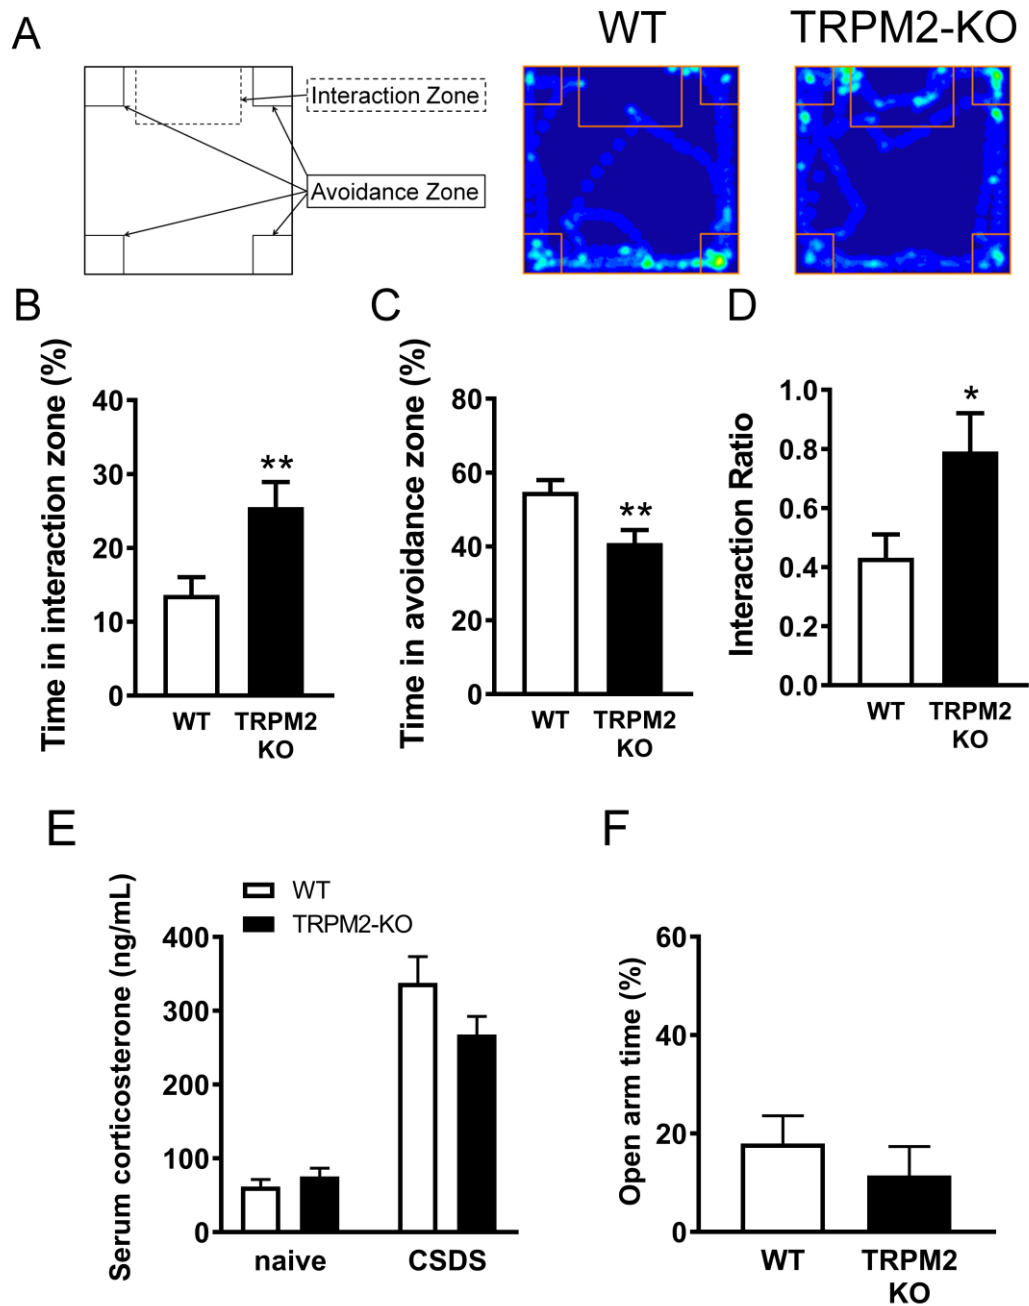 A
WT
TRPM2-KO
Interaction Zone
Avoidance Zone
B
Time in interaction zone (%)
40
30
20
10
0
**
WT
TRPM2
KO
C
Time in avoidance zone (%)
80
60
40
20
0
**
WT
TRPM2
KO
D
Interaction Ratio
1.0
0.8
0.6
0.4
0.2
0.0
*
WT
TRPM2
KO
E
WT
TRPM2-KO
Serum corticosterone (ng/mL)
400
300
200
100
0
naive
CSDS
F
Open arm time (%)
60
40
20
0
WT
TRPM2
KO